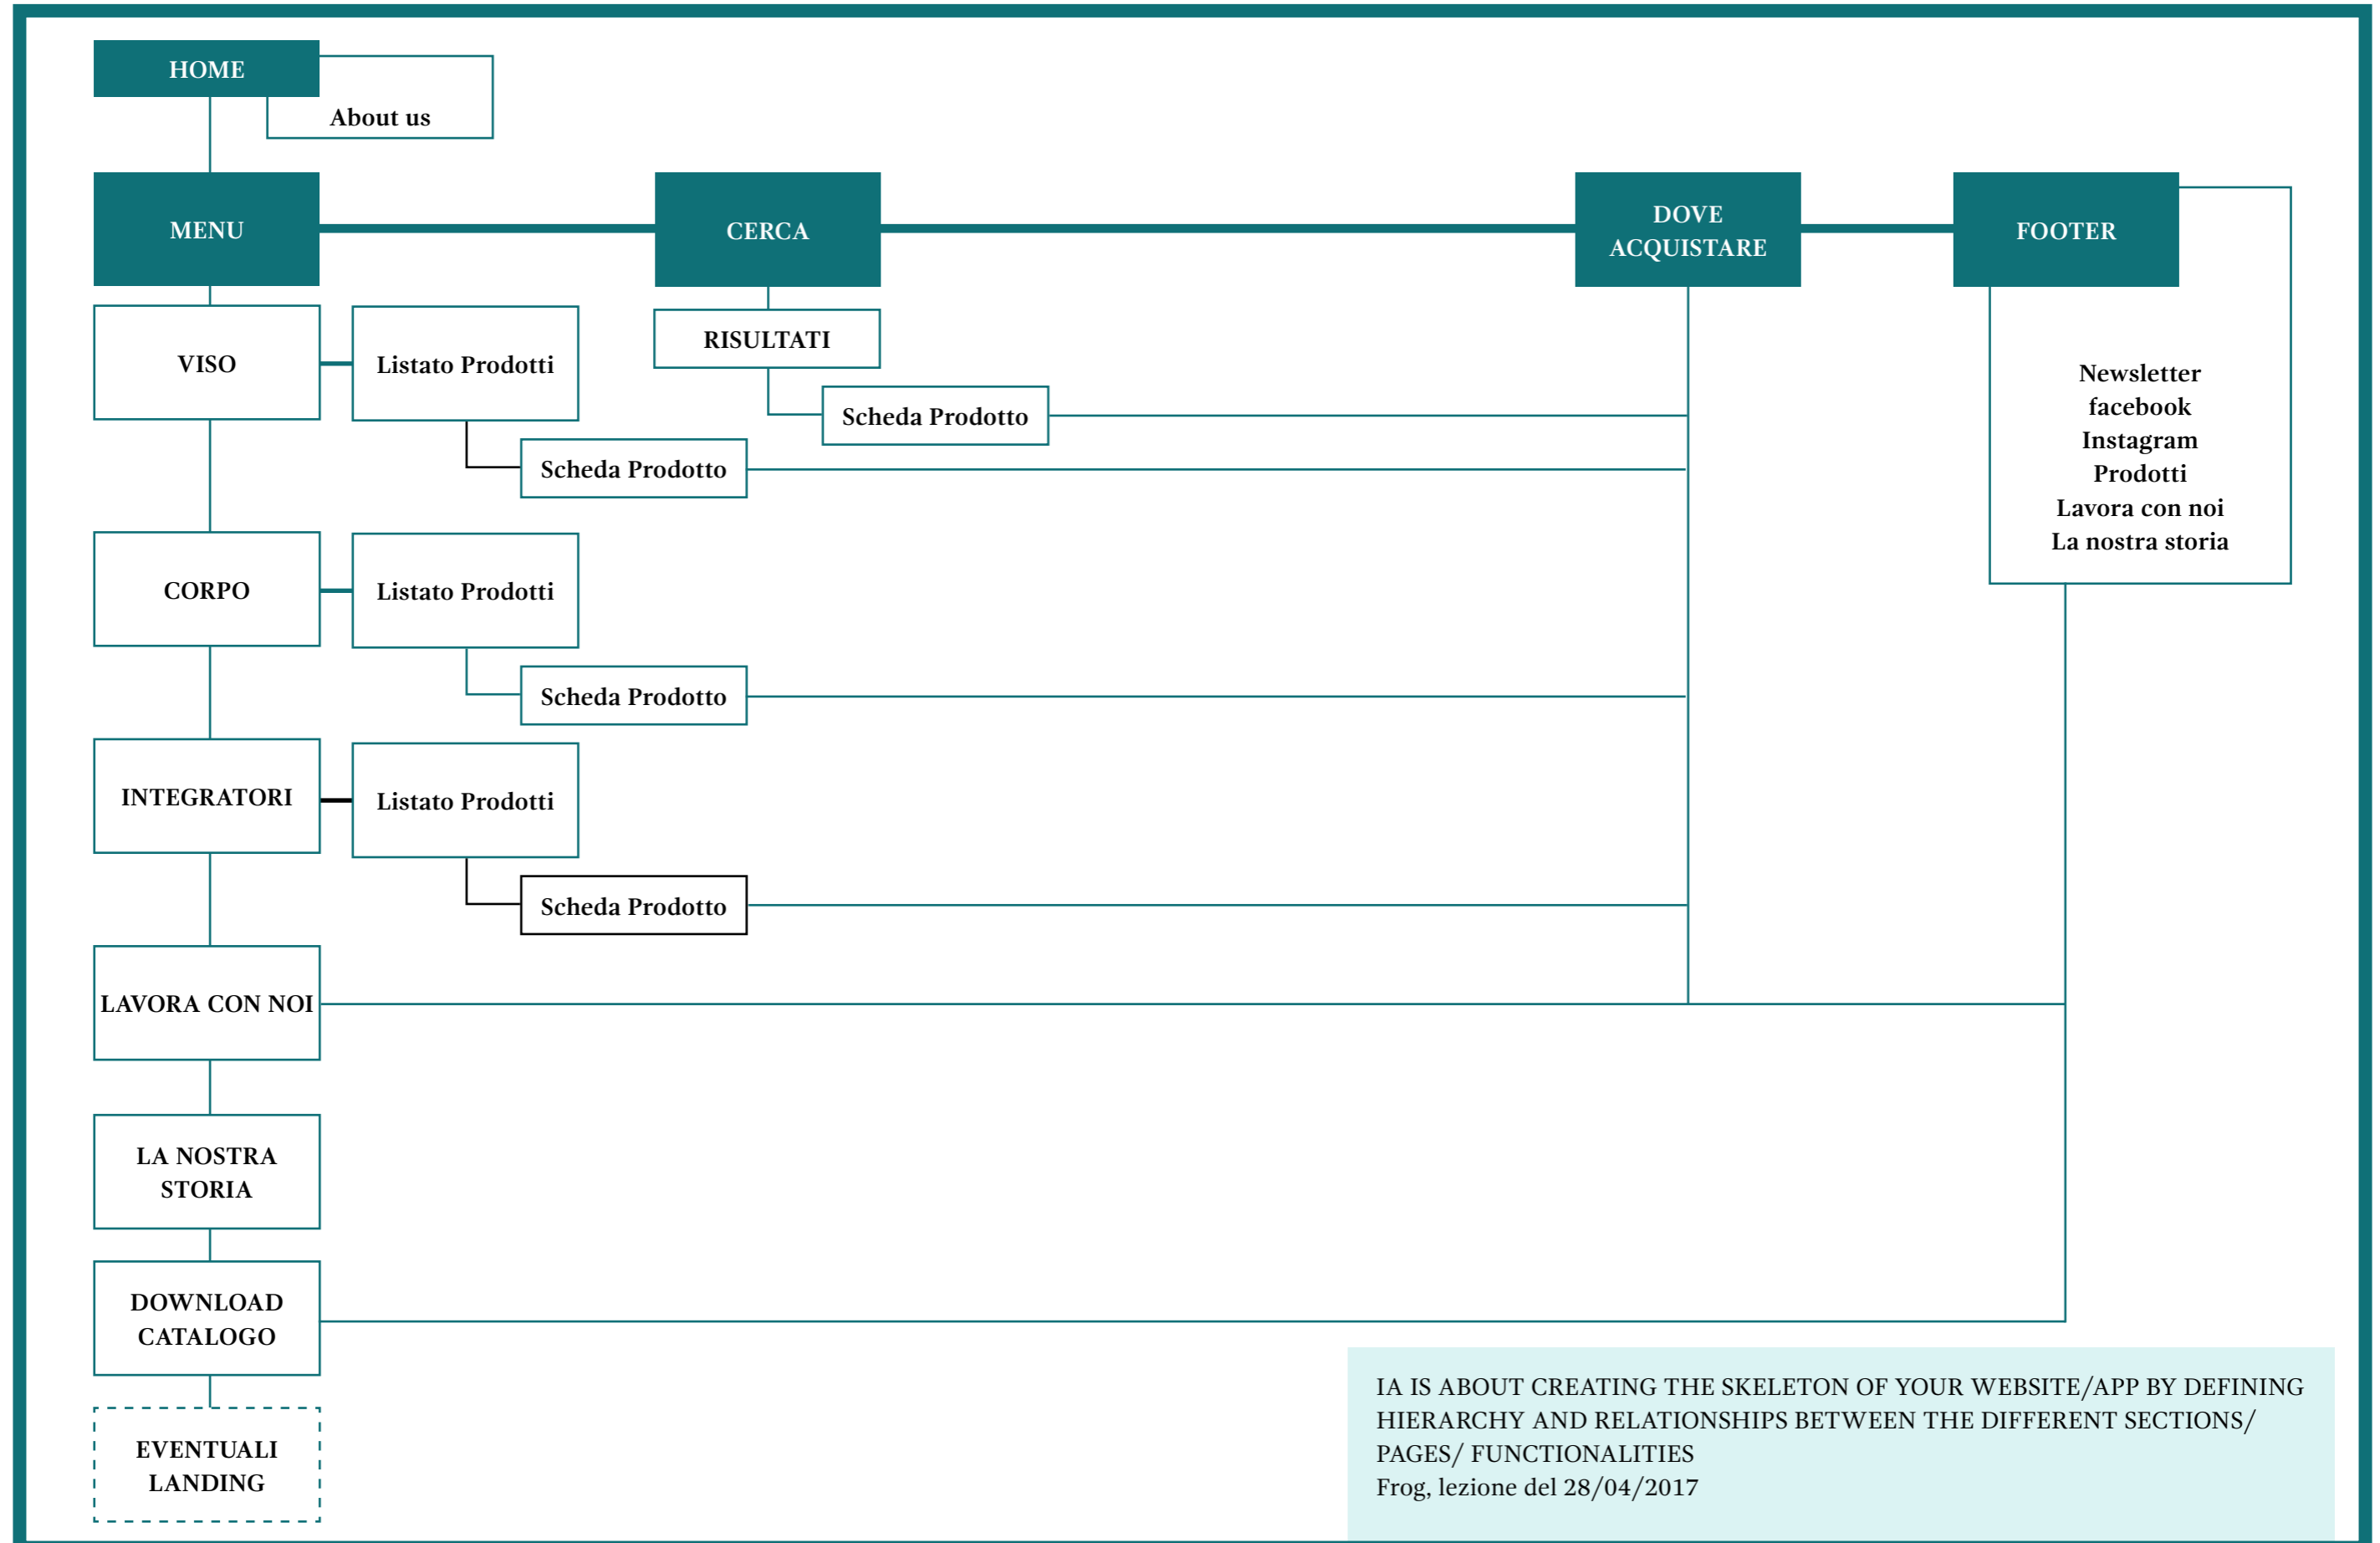 HOME
About us
MENU
CERCA
DOVE
ACQUISTARE
FOOTER
VISO
Listato Prodotti
RISULTATI
Scheda Prodotto
Scheda Prodotto
Newsletter
facebook
Instagram
Prodotti
Lavora con noi
La nostra storia
CORPO
Listato Prodotti
Scheda Prodotto
INTEGRATORI
Listato Prodotti
Scheda Prodotto
LAVORA CON NOI
LA NOSTRA
STORIA
DOWNLOAD
CATALOGO
EVENTUALI
LANDING
IA IS ABOUT CREATING THE SKELETON OF YOUR WEBSITE/APP BY DEFINING
HIERARCHY AND RELATIONSHIPS BETWEEN THE DIFFERENT SECTIONS/
PAGES/ FUNCTIONALITIES
Frog, lezione del 28/04/2017